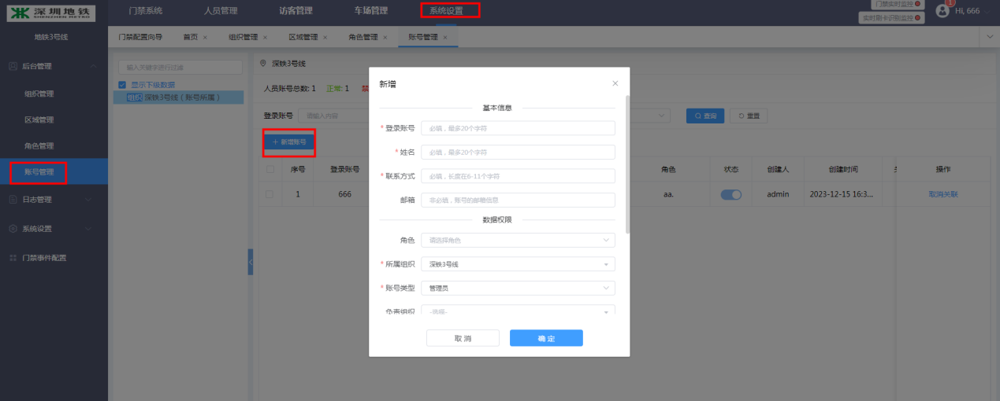 深圳地铁
SHENZHEN METRO
门禁系统 人员管理 访客管理 车场管理 系统设置
门禁实时监控
实时刷卡识别监控
1
Hi, 666
地铁3号线
门禁配置向导 首页 × 组织管理 × 区域管理 × 角色管理 × 账号管理 ×
后台管理
组织管理
区域管理
角色管理
账号管理
日志管理
系统设置
门禁事件配置
输入关键字进行过滤
显示下级数据
组织 深铁3号线 ( 账号所属 )
深铁3号线
人员账号总数: 1 正常: 1 禁
登录账号 请输入内容
查询 重置
+ 新增账号
序号 登录账号 角色 状态 创建人 创建时间 操作
1 666 aa. admin 2023-12-15 16:3... 取消关联
新增 ×
基本信息
* 登录账号 必填，最多20个字符
* 姓名 必填，最多20个字符
* 联系方式 必填，长度在6-11个字符
邮箱 非必填，账号的邮箱信息
数据权限
角色 请选择角色
* 所属组织 深铁3号线
* 账号类型 管理员
负责组织 -选择-
取 消 确 定